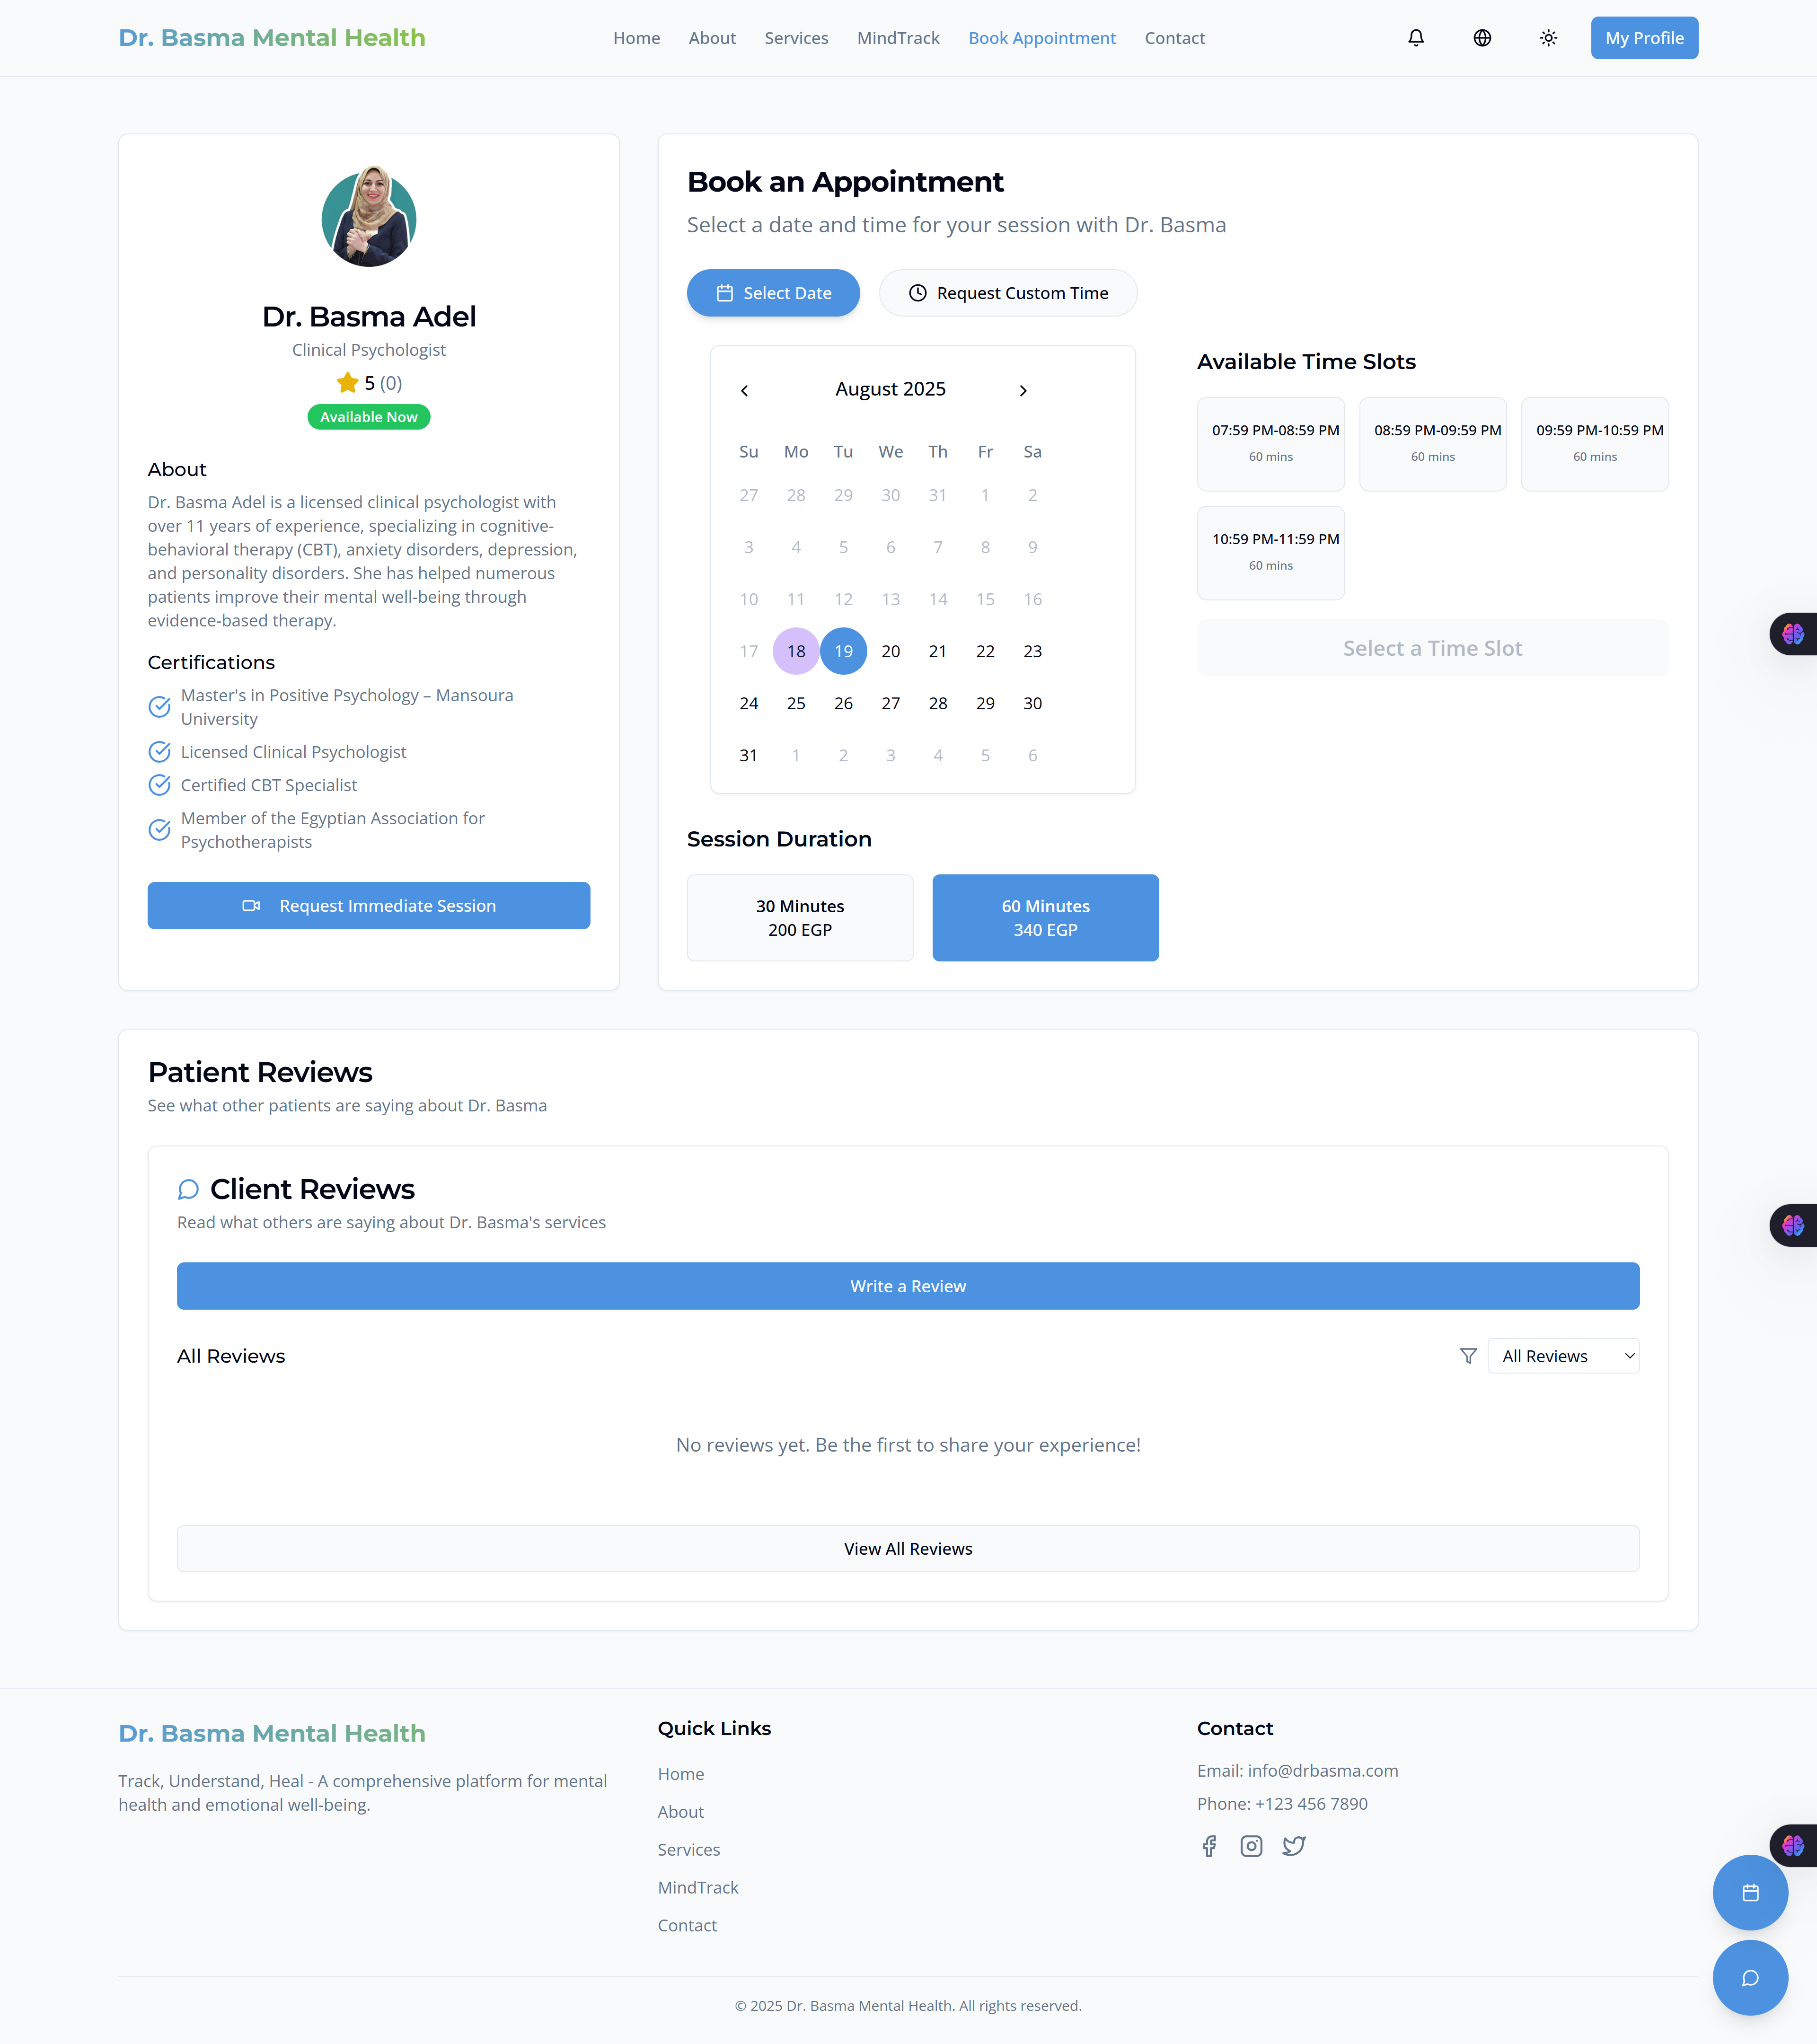 Dr. Basma Mental Health
Home
About
Services
MindTrack
Book Appointment
Contact
My Profile
Dr. Basma Adel
Clinical Psychologist
5 (0)
Available Now
About
Dr. Basma Adel is a licensed clinical psychologist with
over 11 years of experience, specializing in cognitive-
behavioral therapy (CBT), anxiety disorders, depression,
and personality disorders. She has helped numerous
patients improve their mental well-being through
evidence-based therapy.
Certifications
Master's in Positive Psychology – Mansoura
University
Licensed Clinical Psychologist
Certified CBT Specialist
Member of the Egyptian Association for
Psychotherapists
Request Immediate Session
Book an Appointment
Select a date and time for your session with Dr. Basma
Select Date
Request Custom Time
August 2025
Su Mo Tu We Th Fr Sa
27 28 29 30 31 1 2
3 4 5 6 7 8 9
10 11 12 13 14 15 16
17 18 19 20 21 22 23
24 25 26 27 28 29 30
31 1 2 3 4 5 6
Available Time Slots
07:59 PM-08:59 PM
60 mins
08:59 PM-09:59 PM
60 mins
09:59 PM-10:59 PM
60 mins
10:59 PM-11:59 PM
60 mins
Select a Time Slot
Session Duration
30 Minutes
200 EGP
60 Minutes
340 EGP
Patient Reviews
See what other patients are saying about Dr. Basma
Client Reviews
Read what others are saying about Dr. Basma's services
Write a Review
All Reviews
All Reviews
No reviews yet. Be the first to share your experience!
View All Reviews
Dr. Basma Mental Health
Track, Understand, Heal - A comprehensive platform for mental
health and emotional well-being.
Quick Links
Home
About
Services
MindTrack
Contact
Contact
Email: info@drbasma.com
Phone: +123 456 7890
© 2025 Dr. Basma Mental Health. All rights reserved.